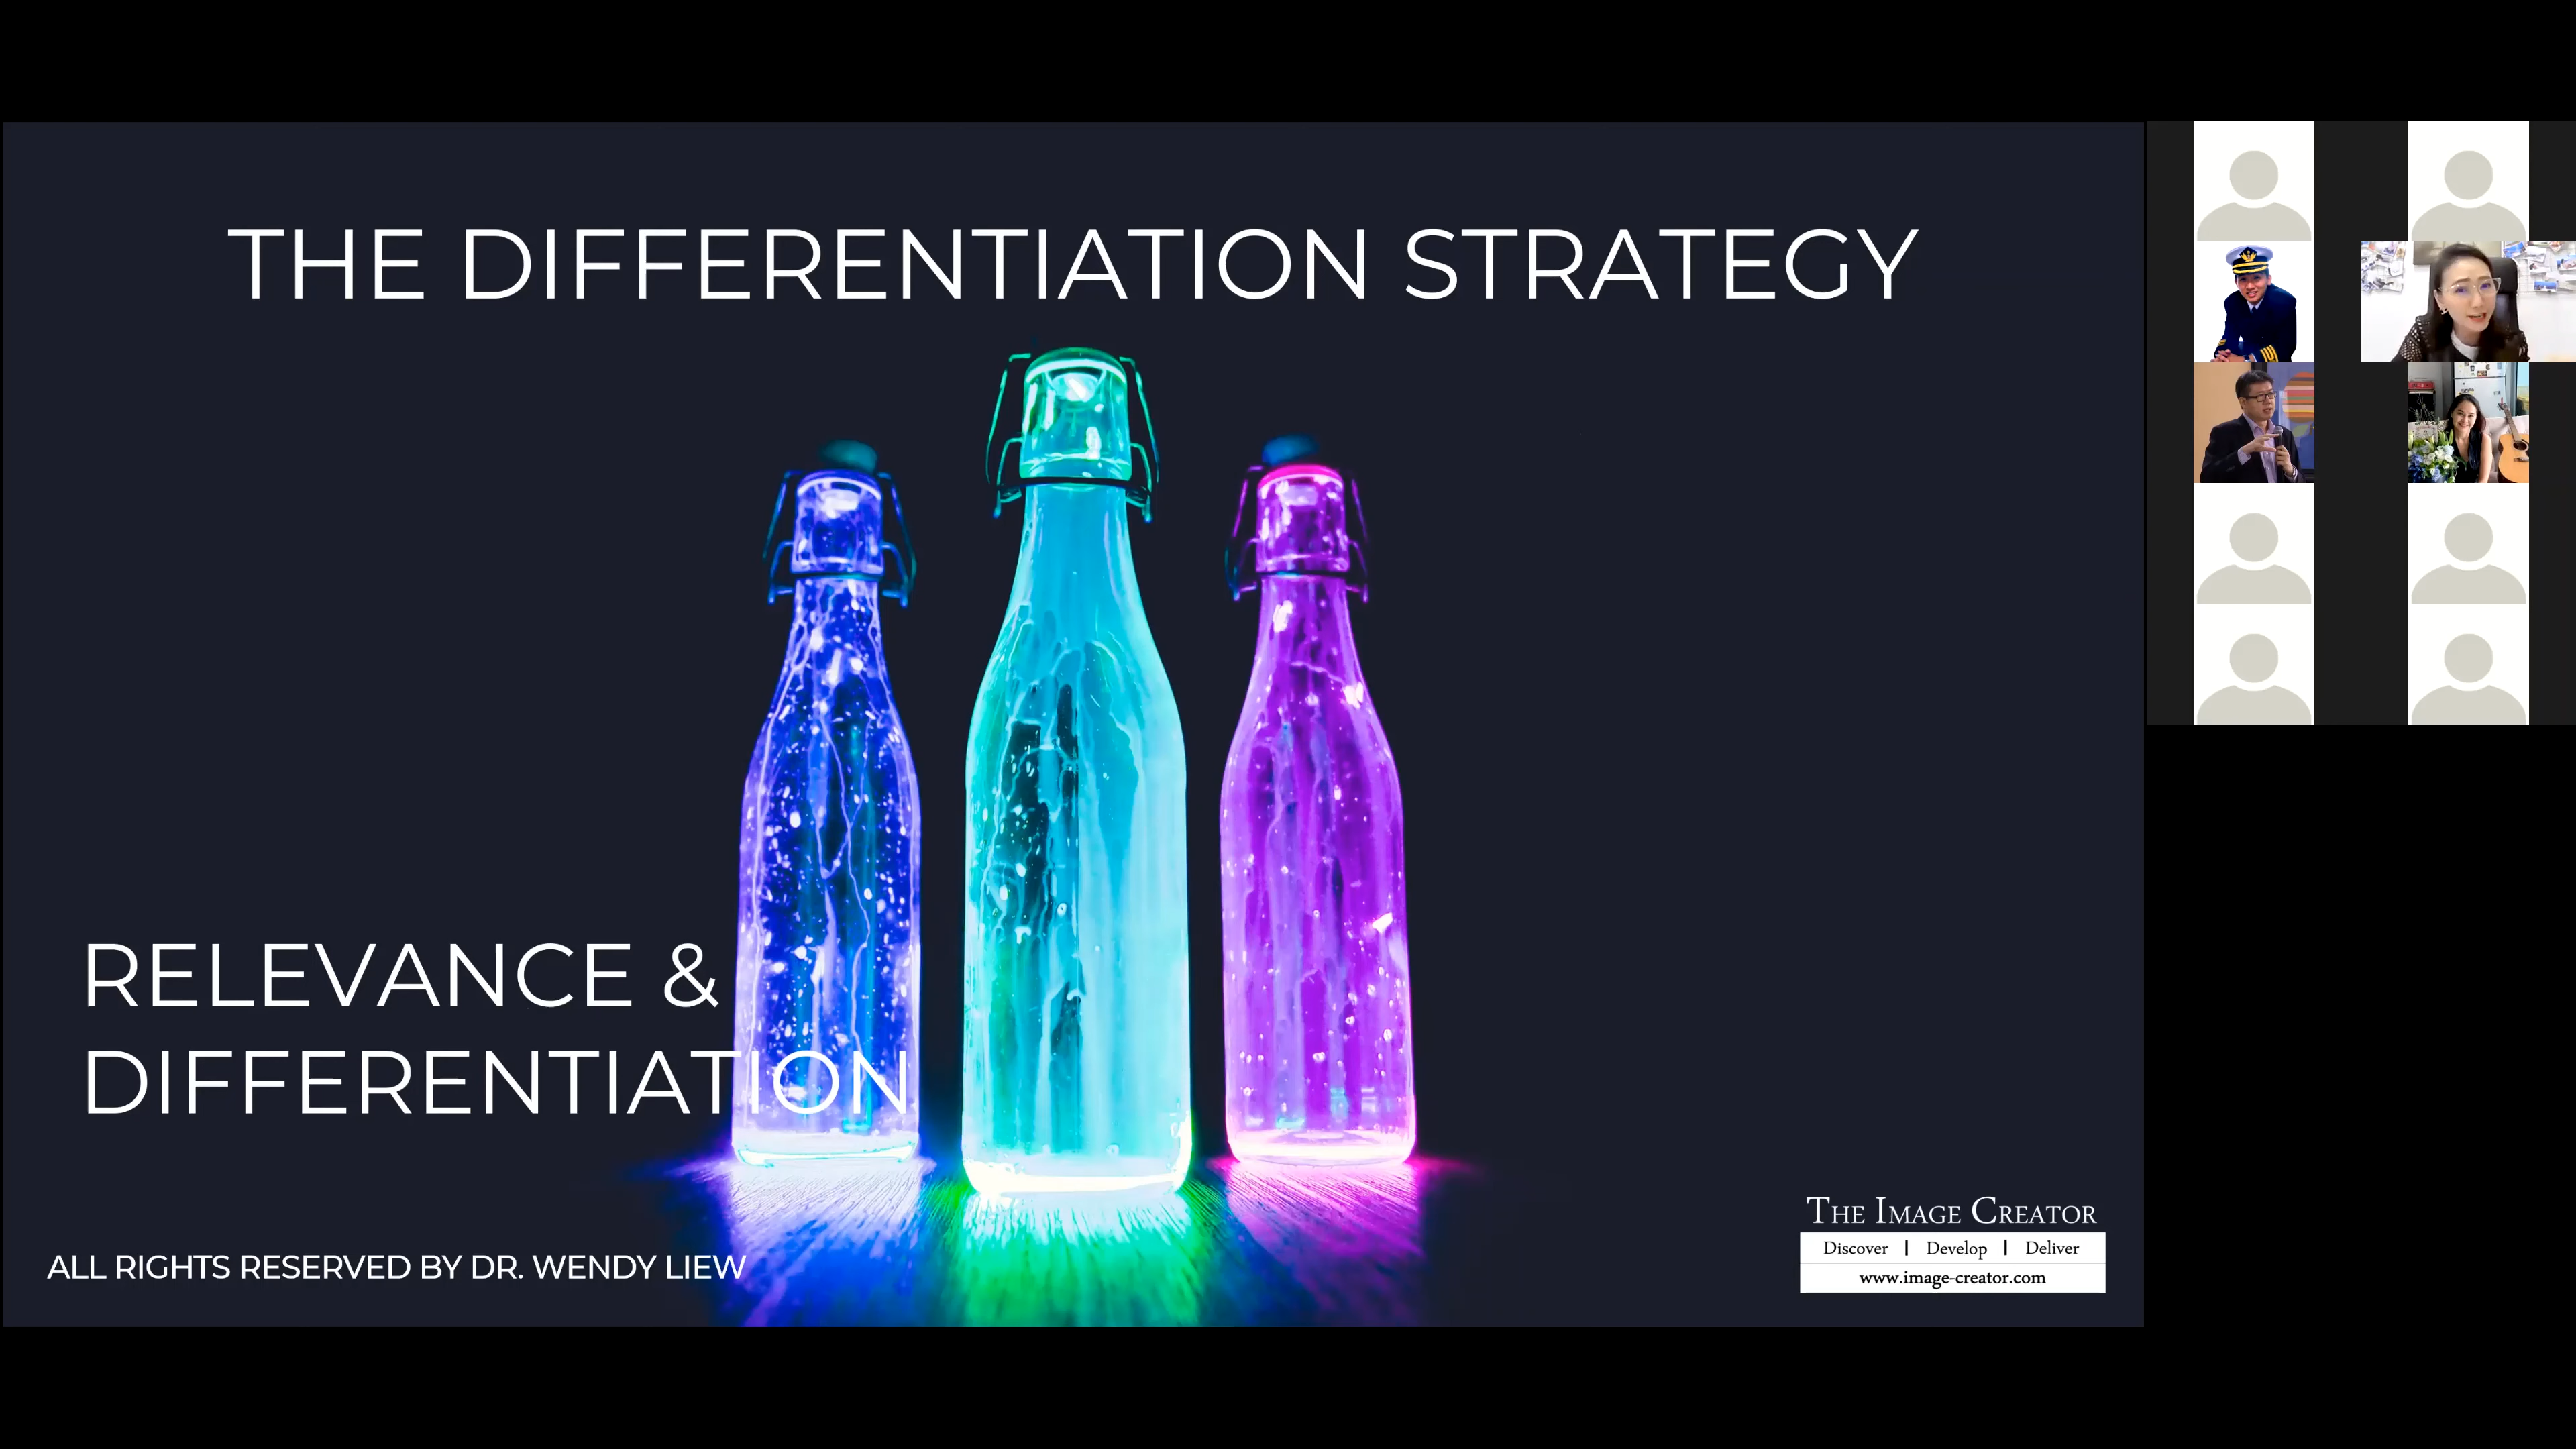 THE DIFFERENTIATION STRATEGY
RELEVANCE &
DIFFERENTIATION
ALL RIGHTS RESERVED BY DR. WENDY LIEW
THE IMAGE CREATOR
Discover | Develop | Deliver
www.image-creator.com